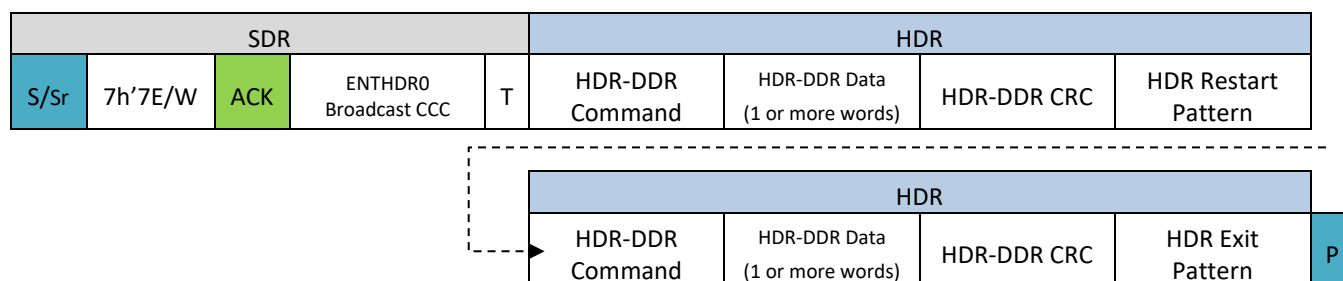 SDR HDR
S/Sr 7h’7E/W ACK ENTHDR0 Broadcast CCC T HDR-DDR Command HDR-DDR Data (1 or more words) HDR-DDR CRC HDR Restart Pattern
HDR
HDR-DDR Command HDR-DDR Data (1 or more words) HDR-DDR CRC HDR Exit Pattern P